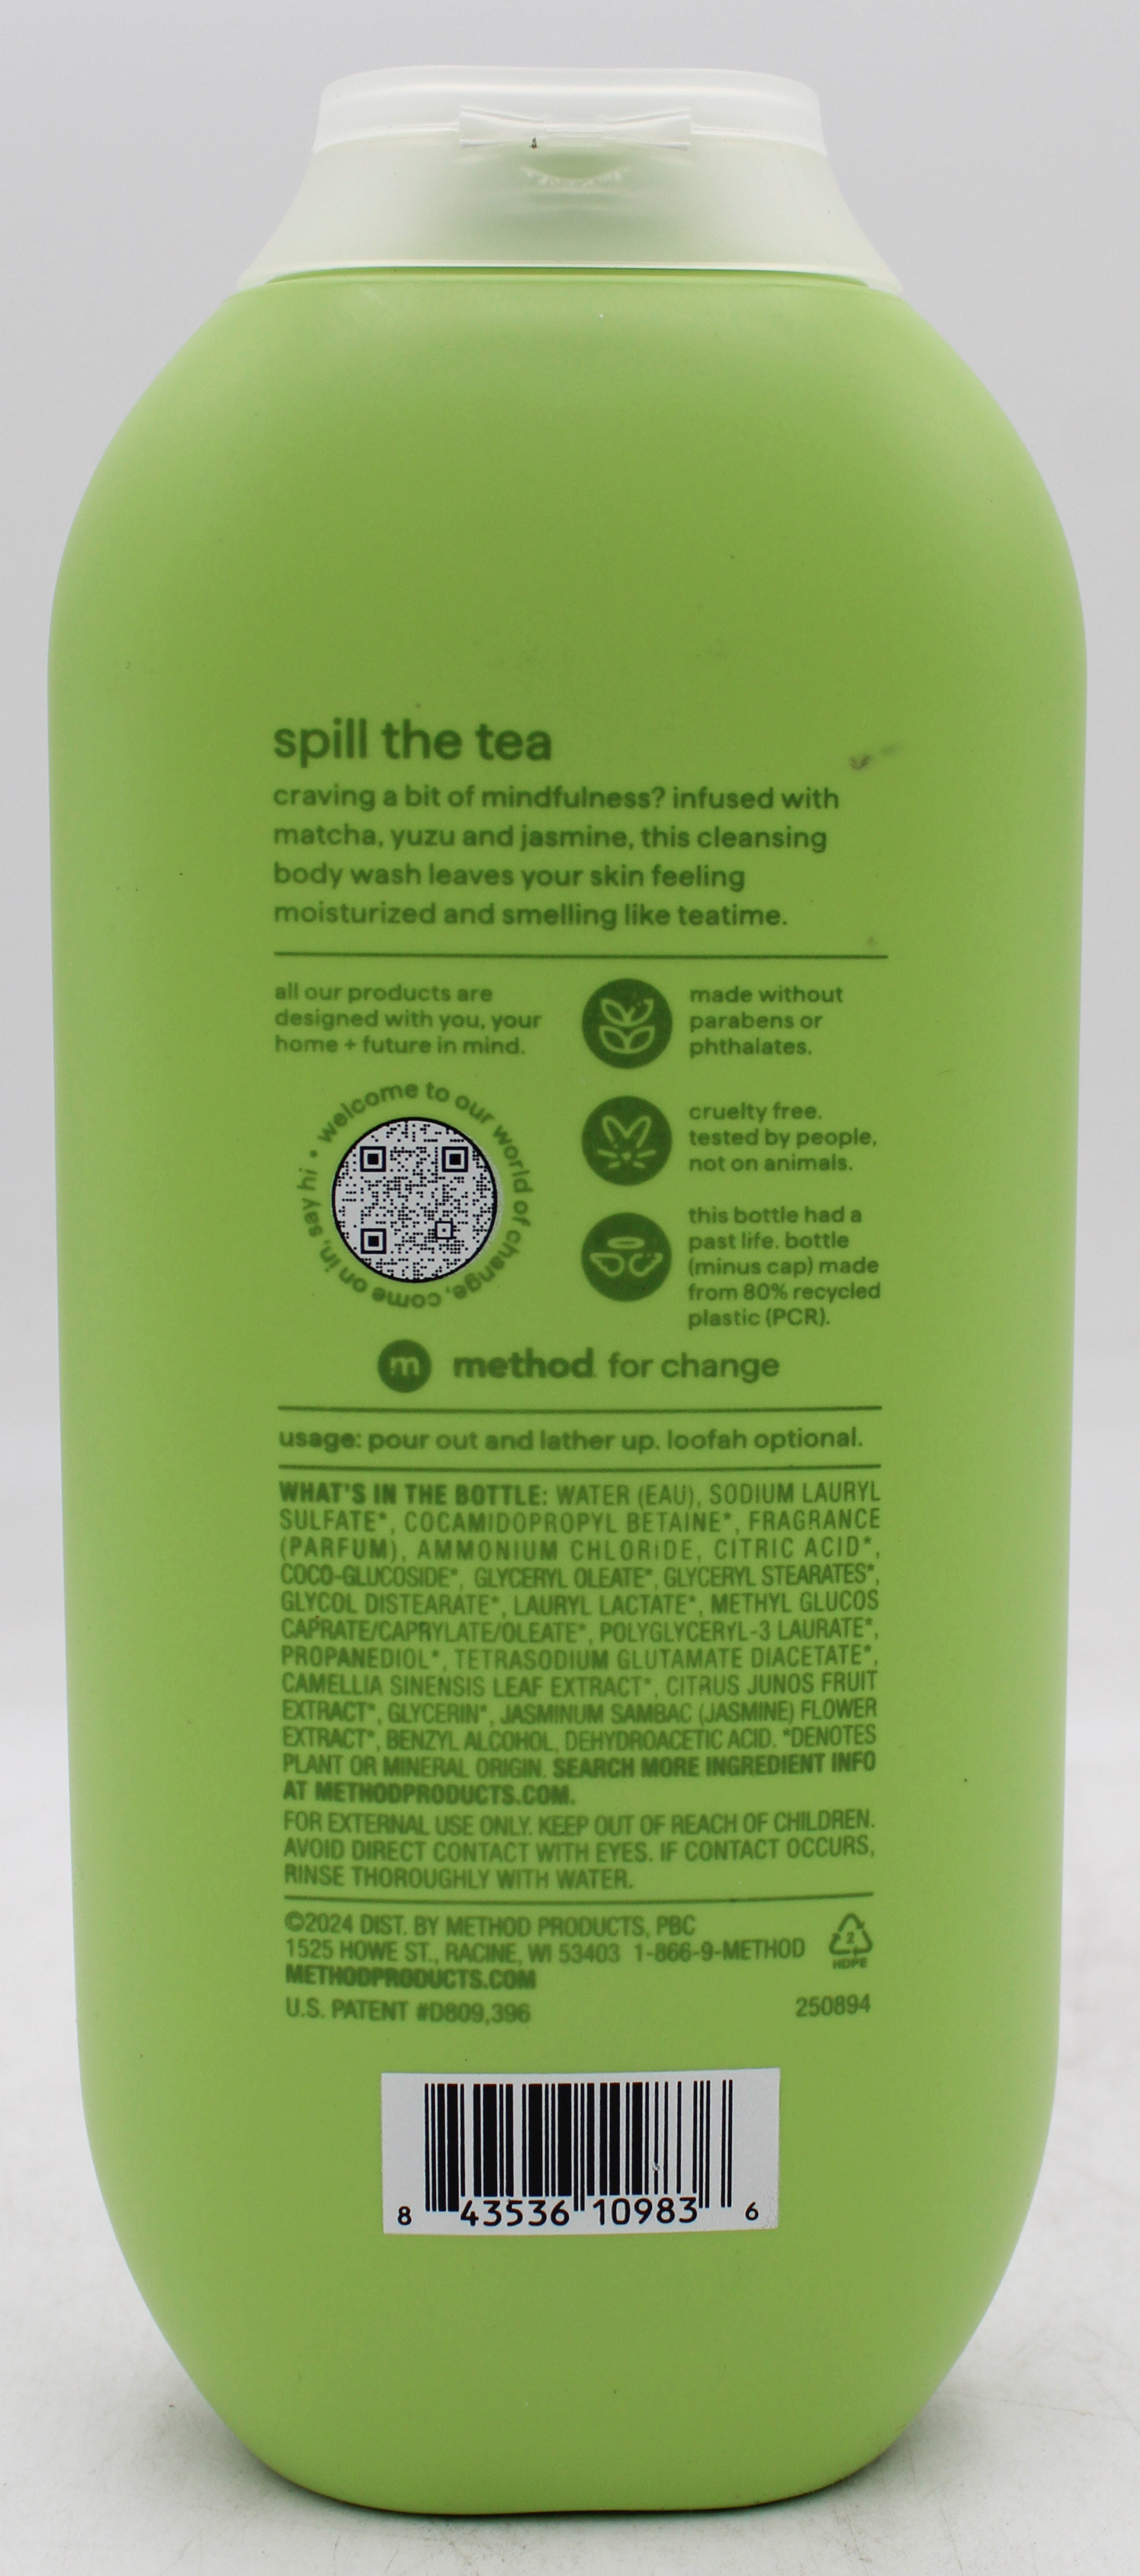 spill the tea
craving a bit of mindfulness? infused with
matcha, yuzu and jasmine, this cleansing
body wash leaves your skin feeling
moisturized and smelling like teatime.
all our products are
designed with you, your
home + future in mind.
welcome to our world of change, come on in, say hi •
made without
parabens or
phthalates.
cruelty free.
tested by people,
not on animals.
this bottle had a
past life. bottle
(minus cap) made
from 80% recycled
plastic (PCR).
m method. for change
usage: pour out and lather up. loofah optional.
WHAT'S IN THE BOTTLE: WATER (EAU), SODIUM LAURYL
SULFATE*, COCAMIDOPROPYL BETAINE*, FRAGRANCE
(PARFUM), AMMONIUM CHLORIDE, CITRIC ACID*,
COCO-GLUCOSIDE*, GLYCERYL OLEATE*, GLYCERYL STEARATES*,
GLYCOL DISTEARATE*, LAURYL LACTATE*, METHYL GLUCOS
CAPRATE/CAPRYLATE/OLEATE*, POLYGLYCERYL-3 LAURATE*,
PROPANEDIOL*, TETRASODIUM GLUTAMATE DIACETATE*,
CAMELLIA SINENSIS LEAF EXTRACT*, CITRUS JUNOS FRUIT
EXTRACT*, GLYCERIN*, JASMINUM SAMBAC (JASMINE) FLOWER
EXTRACT*, BENZYL ALCOHOL, DEHYDROACETIC ACID. *DENOTES
PLANT OR MINERAL ORIGIN. SEARCH MORE INGREDIENT INFO
AT METHODPRODUCTS.COM.
FOR EXTERNAL USE ONLY. KEEP OUT OF REACH OF CHILDREN.
AVOID DIRECT CONTACT WITH EYES. IF CONTACT OCCURS,
RINSE THOROUGHLY WITH WATER.
©2024 DIST. BY METHOD PRODUCTS, PBC
1525 HOWE ST., RACINE, WI 53403 1-866-9-METHOD
METHODPRODUCTS.COM
U.S. PATENT #D809,396
2
HDPE
250894
8 43536 10983 6